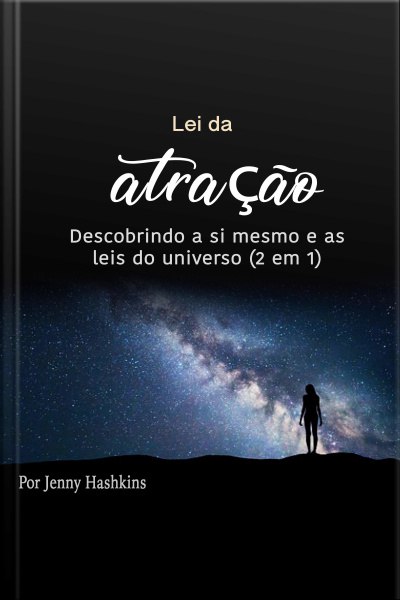 Lei da
atração
Descobrindo a si mesmo e as
leis do universo (2 em 1)
Por Jenny Hashkins